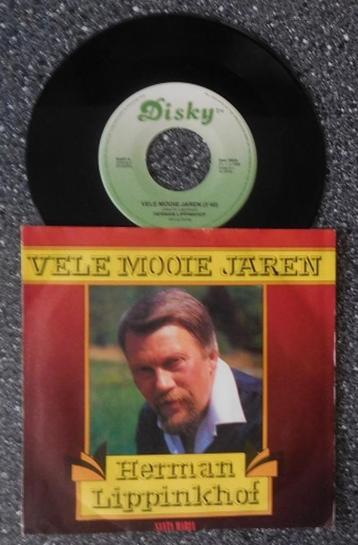 Disky
VELE MOOIE JAREN (3'40)
HERMAN LIPPINKHOF
VELE MOOIE JAREN
Herman
Lippinkhof
SANTA MARIA